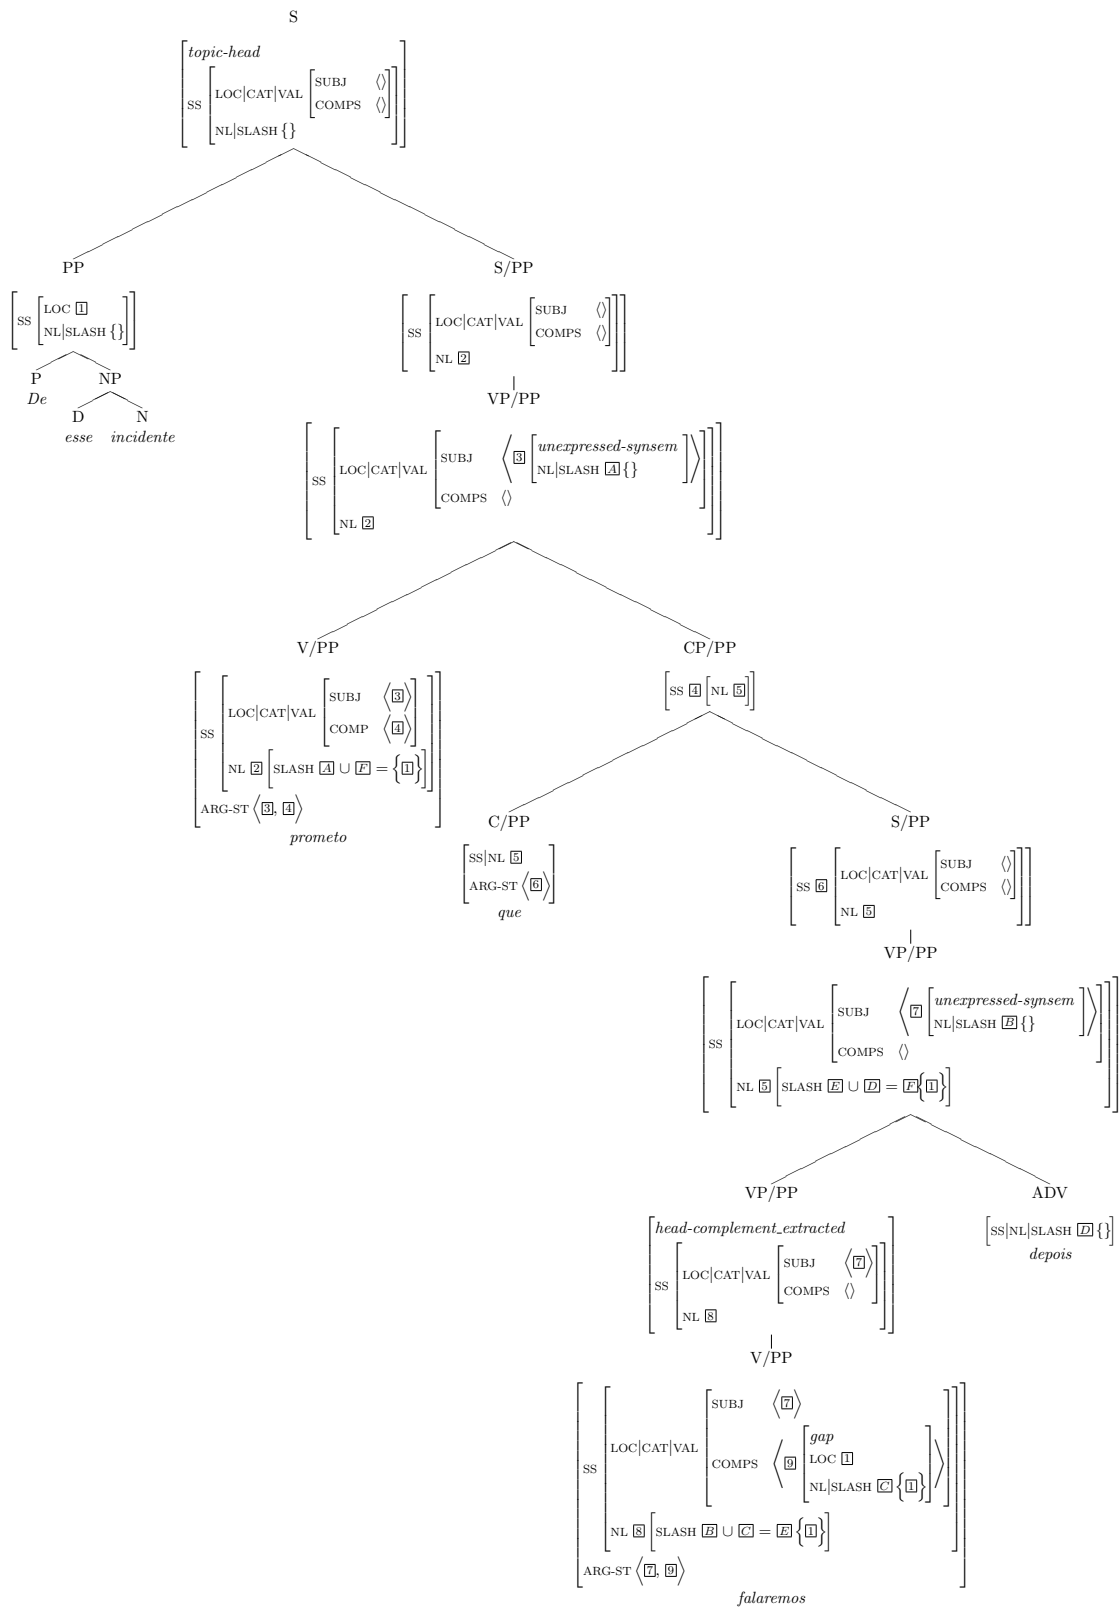 S
topic-head
SS LOC|CAT|VAL SUBJ ⟨⟩
COMPS ⟨⟩
NL|SLASH {}
PP S/PP
SS LOC 1
NL|SLASH {}
SS LOC|CAT|VAL SUBJ ⟨⟩
COMPS ⟨⟩
NL 2
P NP
De
D N
esse incidente
VP/PP
SS LOC|CAT|VAL SUBJ ⟨3 unexpressed-synsem
NL|SLASH A {}⟩
COMPS ⟨⟩
NL 2
V/PP CP/PP
SS LOC|CAT|VAL SUBJ ⟨3⟩
COMP ⟨4⟩
NL 2 [SLASH A ∪ F = {1}]
ARG-ST ⟨3, 4⟩
prometo
[SS 4 [NL 5]]
C/PP S/PP
SS|NL 5
ARG-ST ⟨6⟩
que
SS 6 LOC|CAT|VAL SUBJ ⟨⟩
COMPS ⟨⟩
NL 5
VP/PP
SS LOC|CAT|VAL SUBJ ⟨7 unexpressed-synsem
NL|SLASH B {}⟩
COMPS ⟨⟩
NL 5 [SLASH E ∪ D = F{1}]
VP/PP ADV
head-complement_extracted
SS LOC|CAT|VAL SUBJ ⟨7⟩
COMPS ⟨⟩
NL 8
[SS|NL|SLASH D {}]
depois
V/PP
SS LOC|CAT|VAL SUBJ ⟨7⟩
COMPS ⟨9 gap
LOC 1
NL|SLASH C {1}⟩
NL 8 [SLASH B ∪ C = E {1}]
ARG-ST ⟨7, 9⟩
falaremos